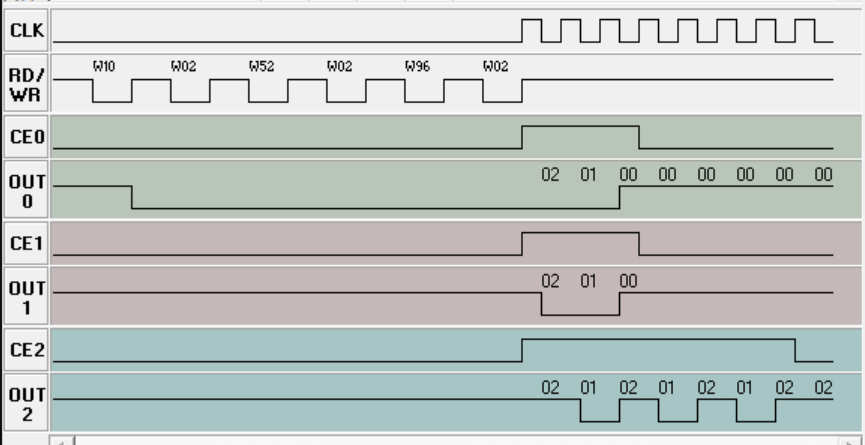 CLK
W10 W02 W52 W02 W96 W02
RD/
WR
CE0
02 01 00 00 00 00 00 00
OUT
0
CE1
02 01 00
OUT
1
CE2
02 01 02 01 02 01 02 02
OUT
2